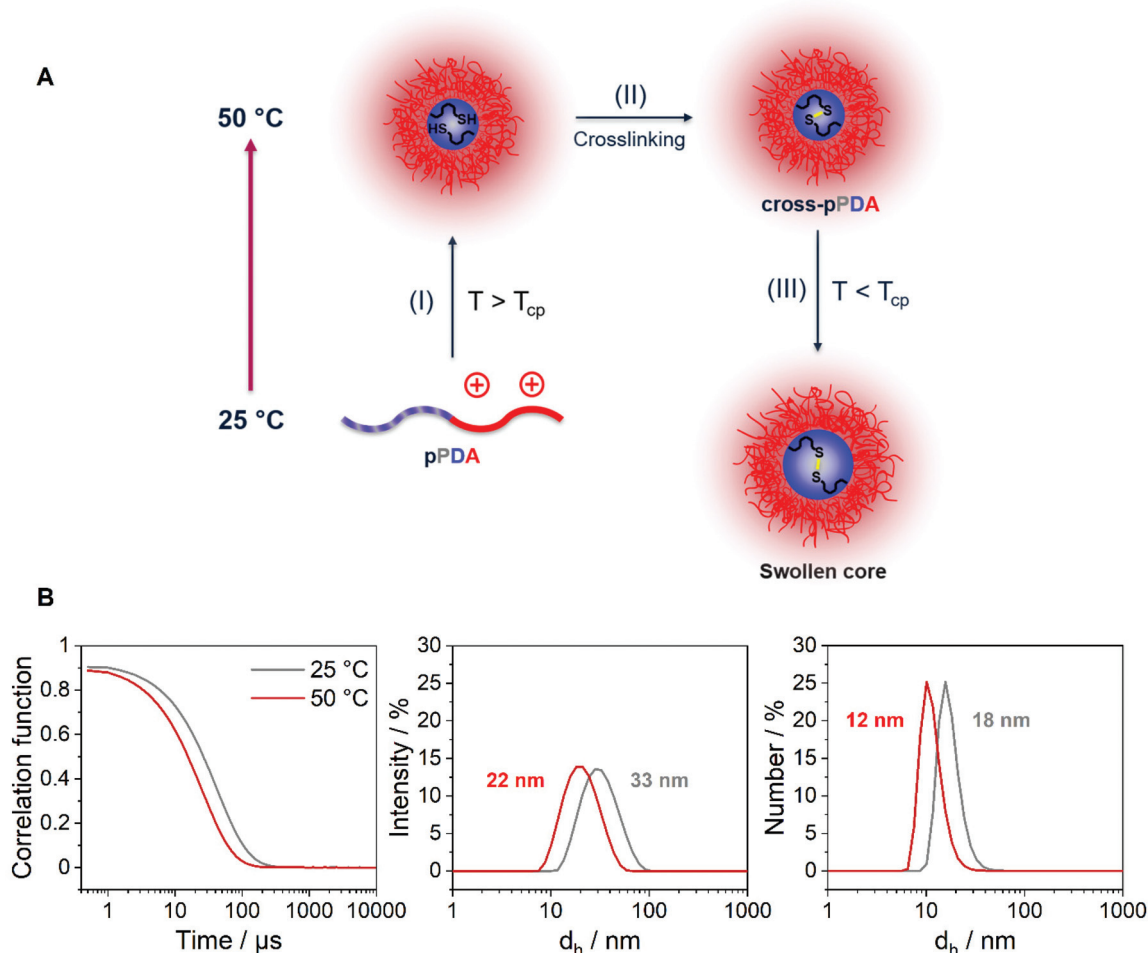 A
50 °C
25 °C
SH
HS
(II)
Crosslinking
S
S
cross-pPDA
(I)
T > Tcp
(III)
T < Tcp
pPDA
S
S
Swollen core
B
Correlation function
1
0.8
0.6
0.4
0.2
0
25 °C
50 °C
1
10
100
1000
10000
Time / µs
Intensity / %
30
25
20
15
10
5
0
22 nm
33 nm
1
10
100
1000
dh / nm
Number / %
30
25
20
15
10
5
0
12 nm
18 nm
1
10
100
1000
dh / nm